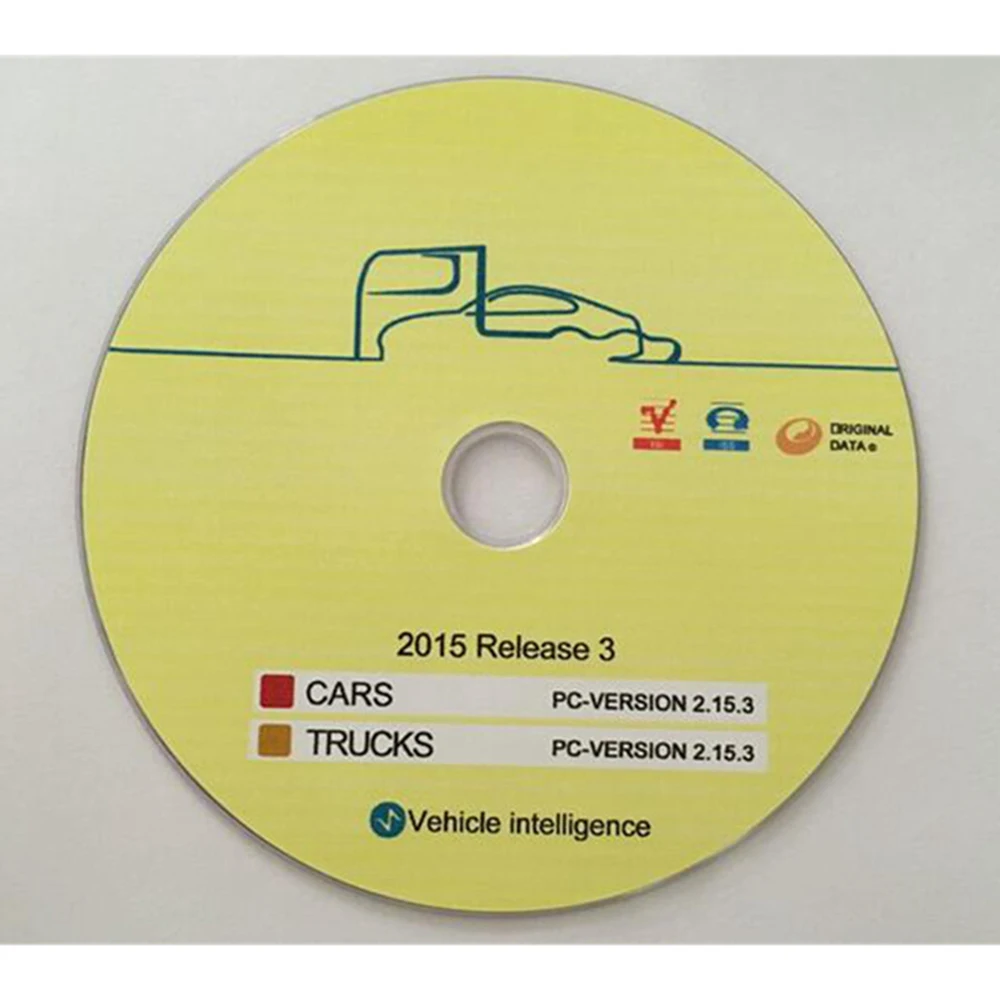 ORIGINAL
DATA®
2015 Release 3
CARS PC-VERSION 2.15.3
TRUCKS PC-VERSION 2.15.3
Vehicle intelligence